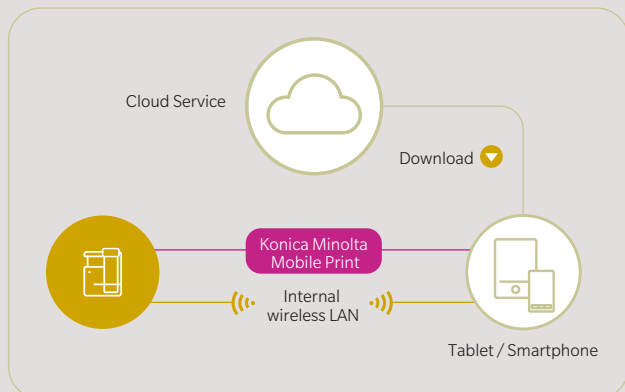 Cloud Service
Download
Konica Minolta
Mobile Print
Internal
wireless LAN
Tablet / Smartphone